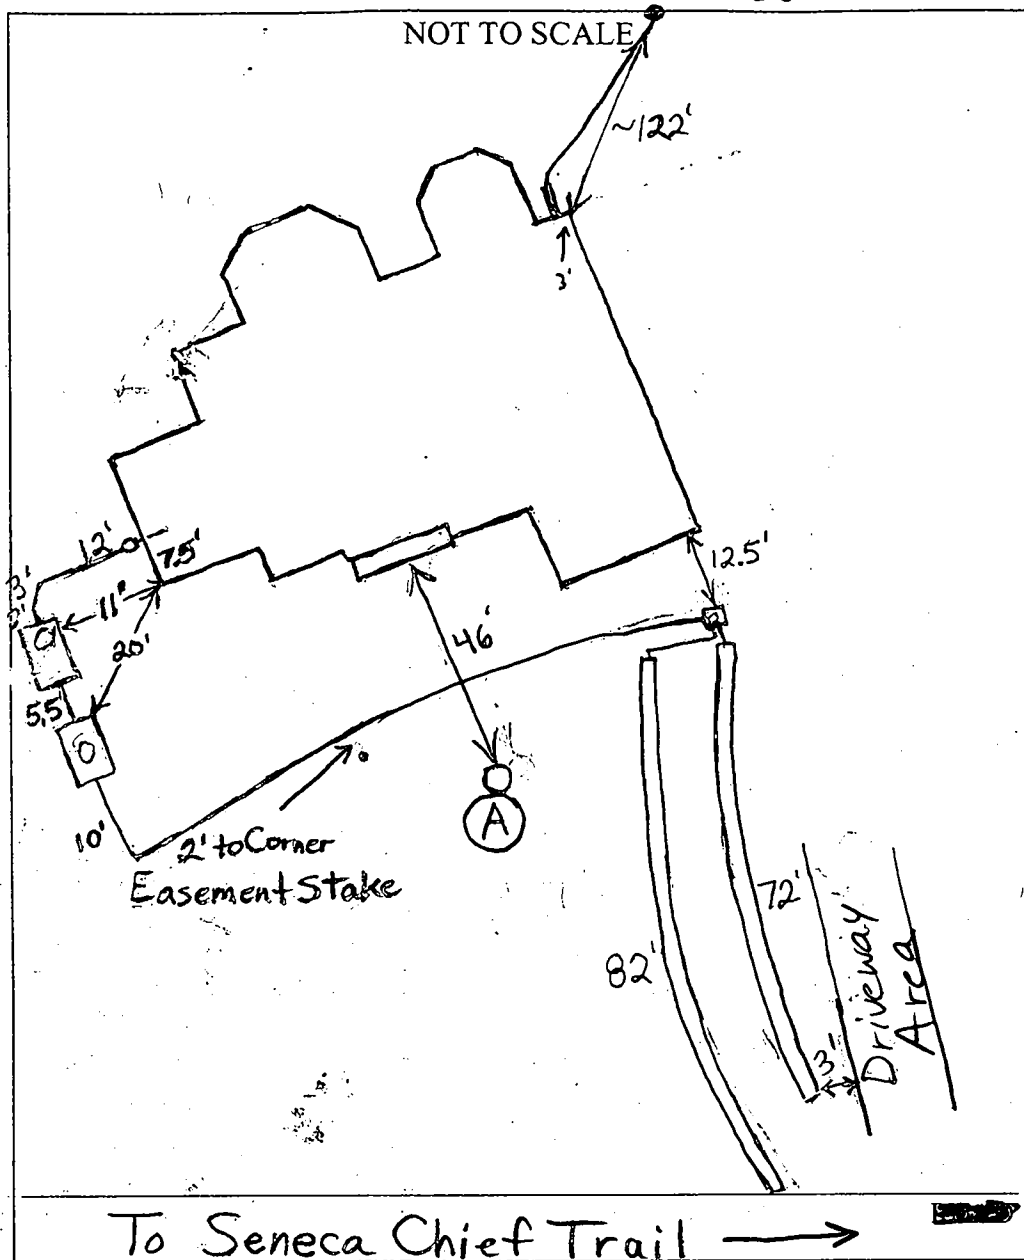 NOT TO SCALE
~122'
3'
12'
7.5'
3'
11'
20'
12.5'
46'
5.5
A
10'
2' to Corner
Easement Stake
72'
82'
3'
Driveway
Area
To Seneca Chief Trail